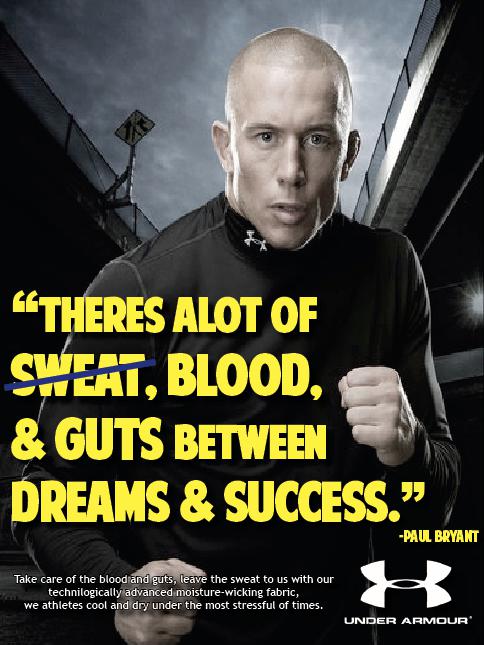 “THERES ALOT OF
SWEAT, BLOOD,
& GUTS BETWEEN
DREAMS & SUCCESS.”
-PAUL BRYANT
Take care of the blood and guts, leave the sweat to us with our
technilogically advanced moisture-wicking fabric,
we athletes cool and dry under the most stressful of times.
UNDER ARMOUR